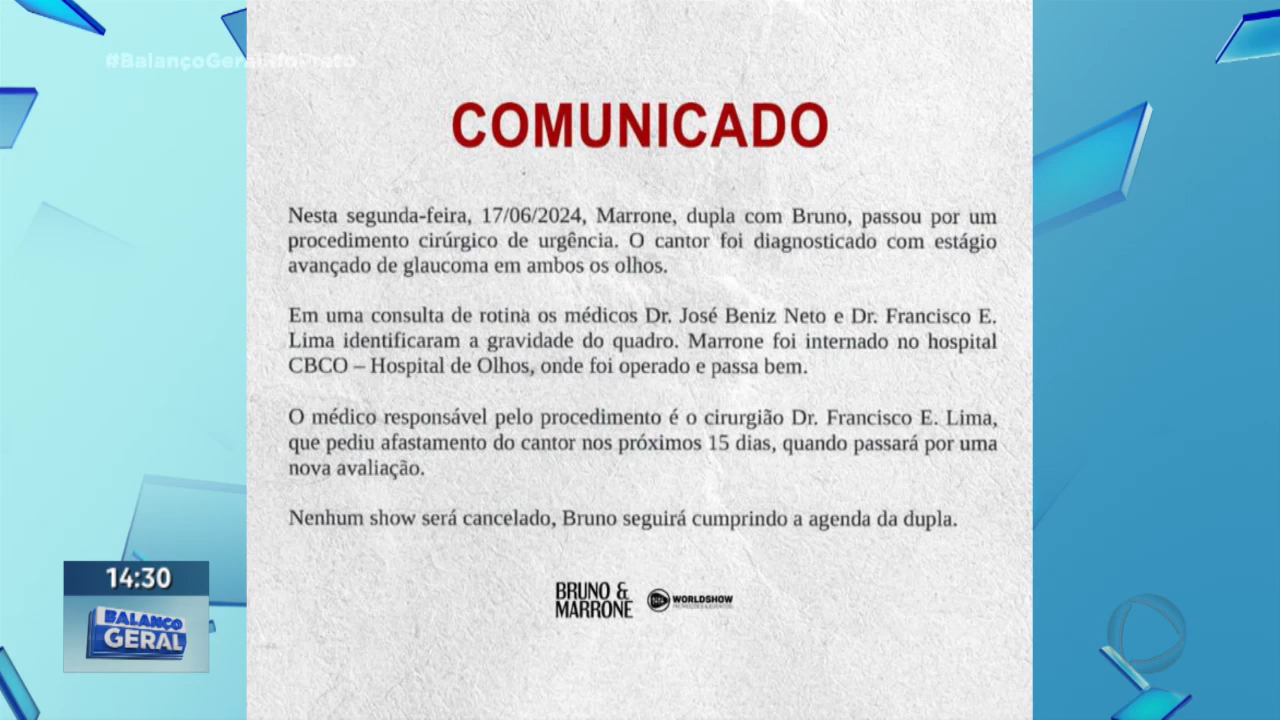 #BalançoGeralRioPreto
COMUNICADO
Nesta segunda-feira, 17/06/2024, Marrone, dupla com Bruno, passou por um
procedimento cirúrgico de urgência. O cantor foi diagnosticado com estágio
avançado de glaucoma em ambos os olhos.
Em uma consulta de rotina os médicos Dr. José Beniz Neto e Dr. Francisco E.
Lima identificaram a gravidade do quadro. Marrone foi internado no hospital
CBCO – Hospital de Olhos, onde foi operado e passa bem.
O médico responsável pelo procedimento é o cirurgião Dr. Francisco E. Lima,
que pediu afastamento do cantor nos próximos 15 dias, quando passará por uma
nova avaliação.
Nenhum show será cancelado, Bruno seguirá cumprindo a agenda da dupla.
BRUNO &
MARRONE
WORLDSHOW
14:30
BALANÇO
GERAL